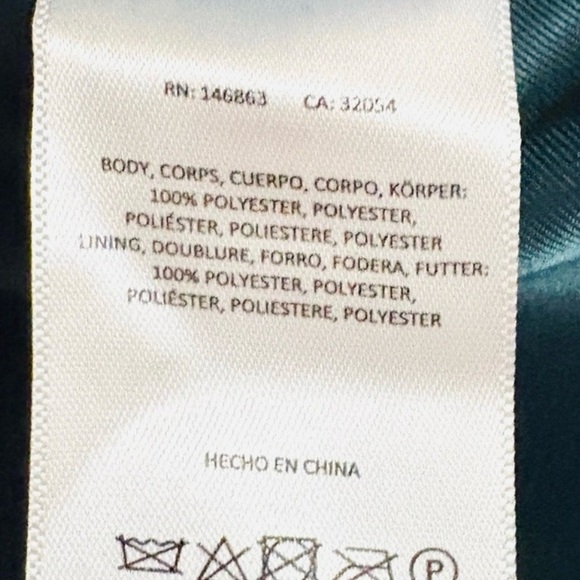 RN: 146863 CA: 32054
BODY, CORPS, CUERPO, CORPO, KÖRPER:
100% POLYESTER, POLYESTER,
POLIÉSTER, POLIESTERE, POLYESTER
LINING, DOUBLURE, FORRO, FODERA, FUTTER:
100% POLYESTER, POLYESTER,
POLIÉSTER, POLIESTERE, POLYESTER
HECHO EN CHINA
P